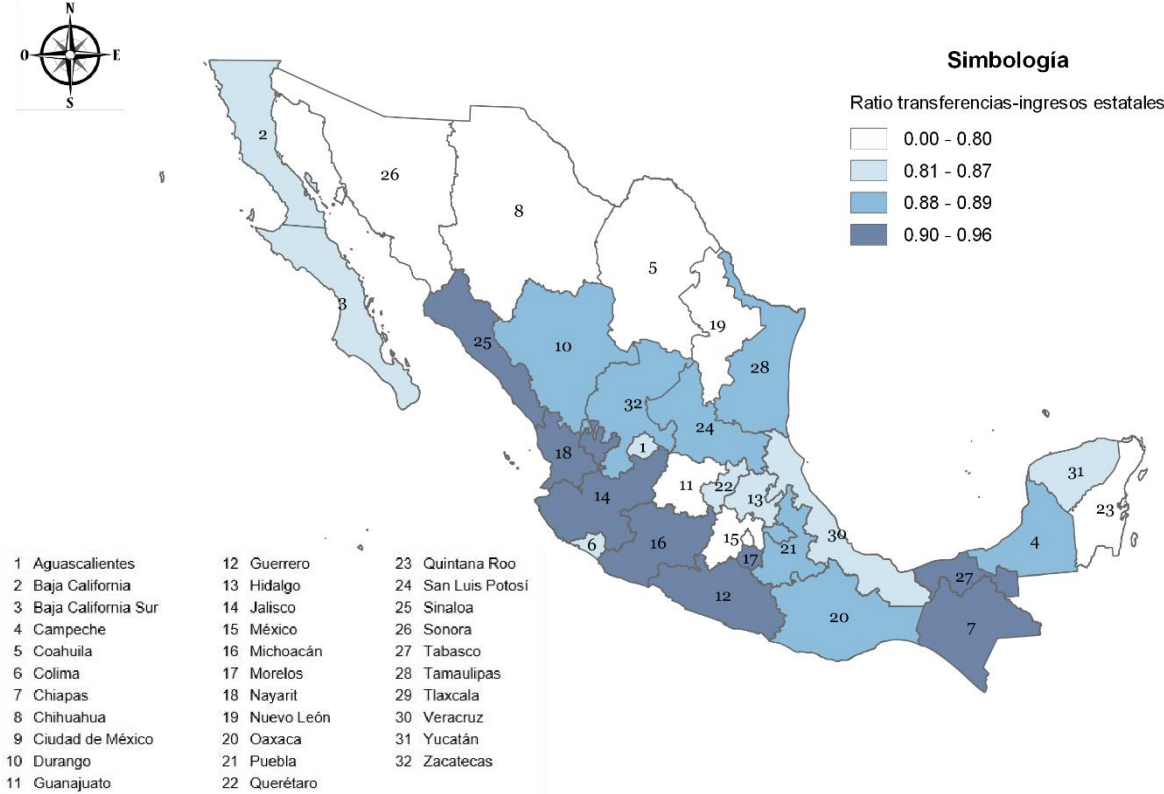 N
O E
S
Simbología
Ratio transferencias-ingresos estatales
0.00 - 0.80
0.81 - 0.87
0.88 - 0.89
0.90 - 0.96
2
26
8
5
3
19
25
10
28
32
24
1
18
11
22
31
14
13
23
6
16
15
30
4
17
21
27
12
20
7
1 Aguascalientes
2 Baja California
3 Baja California Sur
4 Campeche
5 Coahuila
6 Colima
7 Chiapas
8 Chihuahua
9 Ciudad de México
10 Durango
11 Guanajuato
12 Guerrero
13 Hidalgo
14 Jalisco
15 México
16 Michoacán
17 Morelos
18 Nayarit
19 Nuevo León
20 Oaxaca
21 Puebla
22 Querétaro
23 Quintana Roo
24 San Luis Potosí
25 Sinaloa
26 Sonora
27 Tabasco
28 Tamaulipas
29 Tlaxcala
30 Veracruz
31 Yucatán
32 Zacatecas